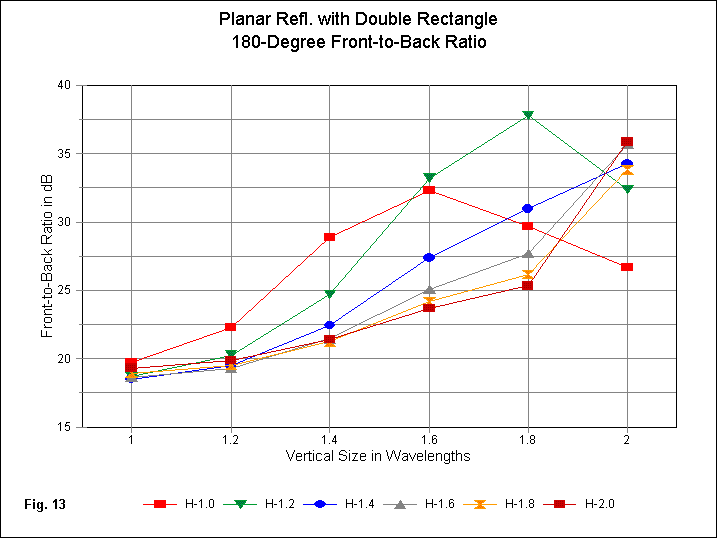 Planar Refl. with Double Rectangle
180-Degree Front-to-Back Ratio
40
35
30
25
20
15
Front-to-Back Ratio in dB
1 1.2 1.4 1.6 1.8 2
Vertical Size in Wavelengths
Fig. 13 H-1.0 H-1.2 H-1.4 H-1.6 H-1.8 H-2.0